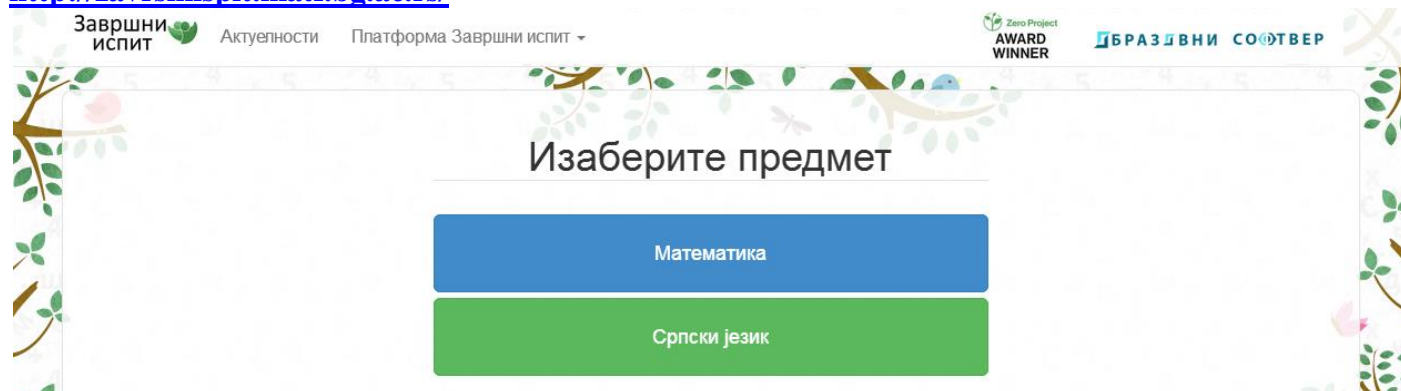 Завршни
испит
Актуелности
Платформа Завршни испит
Zero Project
AWARD
WINNER
ОБРАЗОВНИ СОФТВЕР
Изаберите предмет
Математика
Српски језик